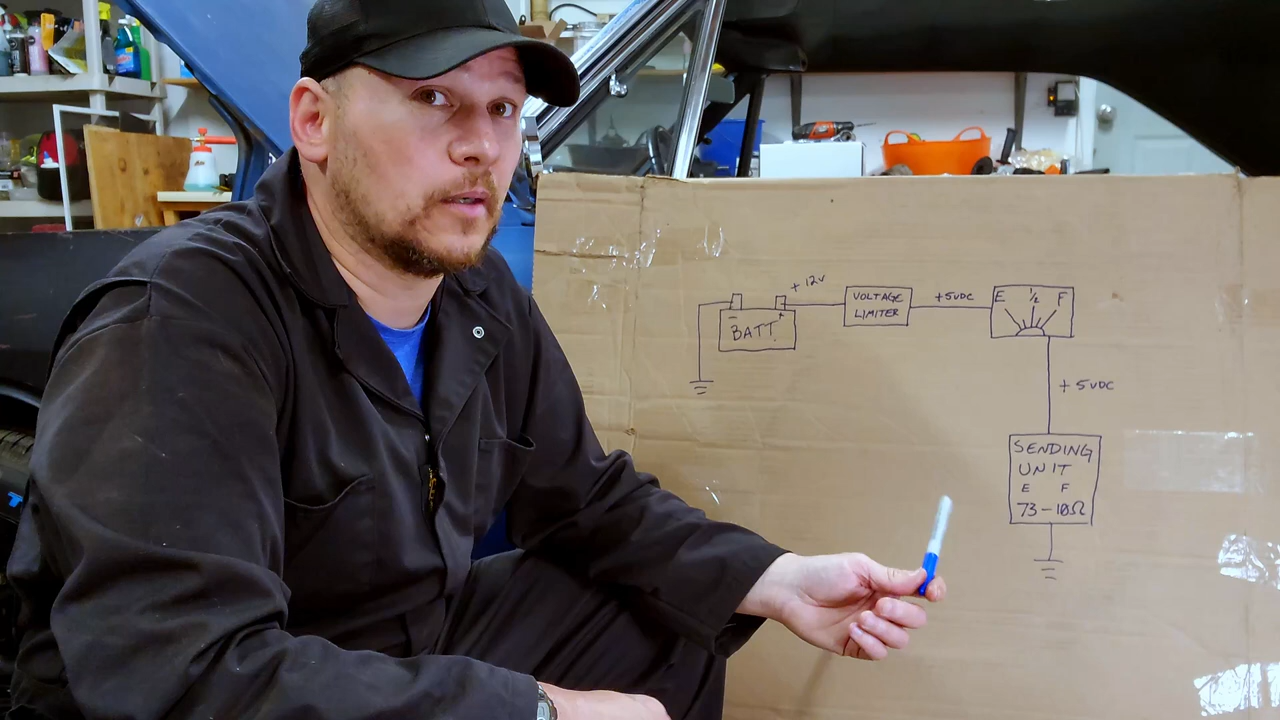 + 12V
- +
BATT.
VOLTAGE
LIMITER
+5VDC
E ½ F
+5VDC
SENDING
UNIT
E F
73-10Ω